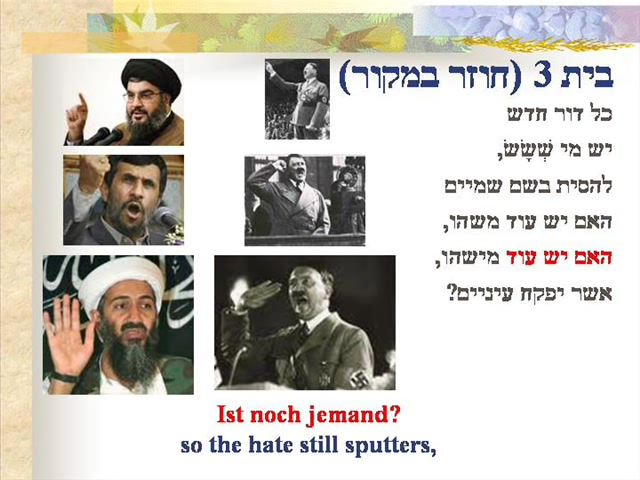 בית 3 (חוזר במקור)
כל דור חדש
יש מי שֶׁשָּׂשׂ,
להסית בשם שמיים
האם יש עוד משהו,
האם יש עוד מישהו,
אשר יפקח עיניים?
Ist noch jemand?
so the hate still sputters,